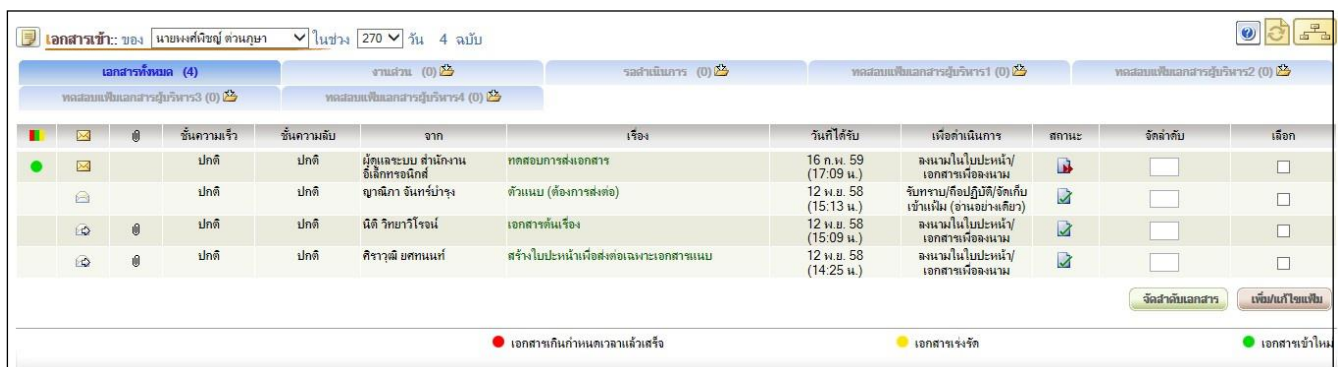 เอกสารเข้า:: ของ นายพงศ์พิชญ์ ต่วนภูษา ในช่วง 270 วัน 4 ฉบับ
เอกสารทั้งหมด (4) งานด่วน (0) รอดำเนินการ (0) ทดสอบแฟ้มเอกสารผู้บริหาร1 (0) ทดสอบแฟ้มเอกสารผู้บริหาร2 (0)
ทดสอบแฟ้มเอกสารผู้บริหาร3 (0) ทดสอบแฟ้มเอกสารผู้บริหาร4 (0)
ชั้นความเร็ว ชั้นความลับ จาก เรื่อง วันที่ได้รับ เพื่อดำเนินการ สถานะ จัดลำดับ เลือก
ปกติ ปกติ ผู้ดูแลระบบ สำนักงาน ทดสอบการส่งเอกสาร 16 ก.พ. 59 ลงนามในใบปะหน้า/
อิเล็กทรอนิกส์ (17:09 น.) เอกสารเพื่อลงนาม
ปกติ ปกติ ญาณิภา จันทร์บำรุง ตัวแนบ (ต้องการส่งต่อ) 12 พ.ย. 58 รับทราบ/ถือปฏิบัติ/จัดเก็บ
(15:13 น.) เข้าแฟ้ม (อ่านอย่างเดียว)
ปกติ ปกติ นิติ วิทยาวิโรจน์ เอกสารต้นเรื่อง 12 พ.ย. 58 ลงนามในใบปะหน้า/
(15:09 น.) เอกสารเพื่อลงนาม
ปกติ ปกติ ศิราวุฒิ ยศทนนท์ สร้างใบปะหน้าเพื่อส่งต่อเฉพาะเอกสารแนบ 12 พ.ย. 58 ลงนามในใบปะหน้า/
(14:25 น.) เอกสารเพื่อลงนาม
จัดลำดับเอกสาร เพิ่ม/แก้ไขแฟ้ม
เอกสารเกินกำหนดเวลาแล้วเสร็จ เอกสารเร่งรัด เอกสารเข้าใหม่